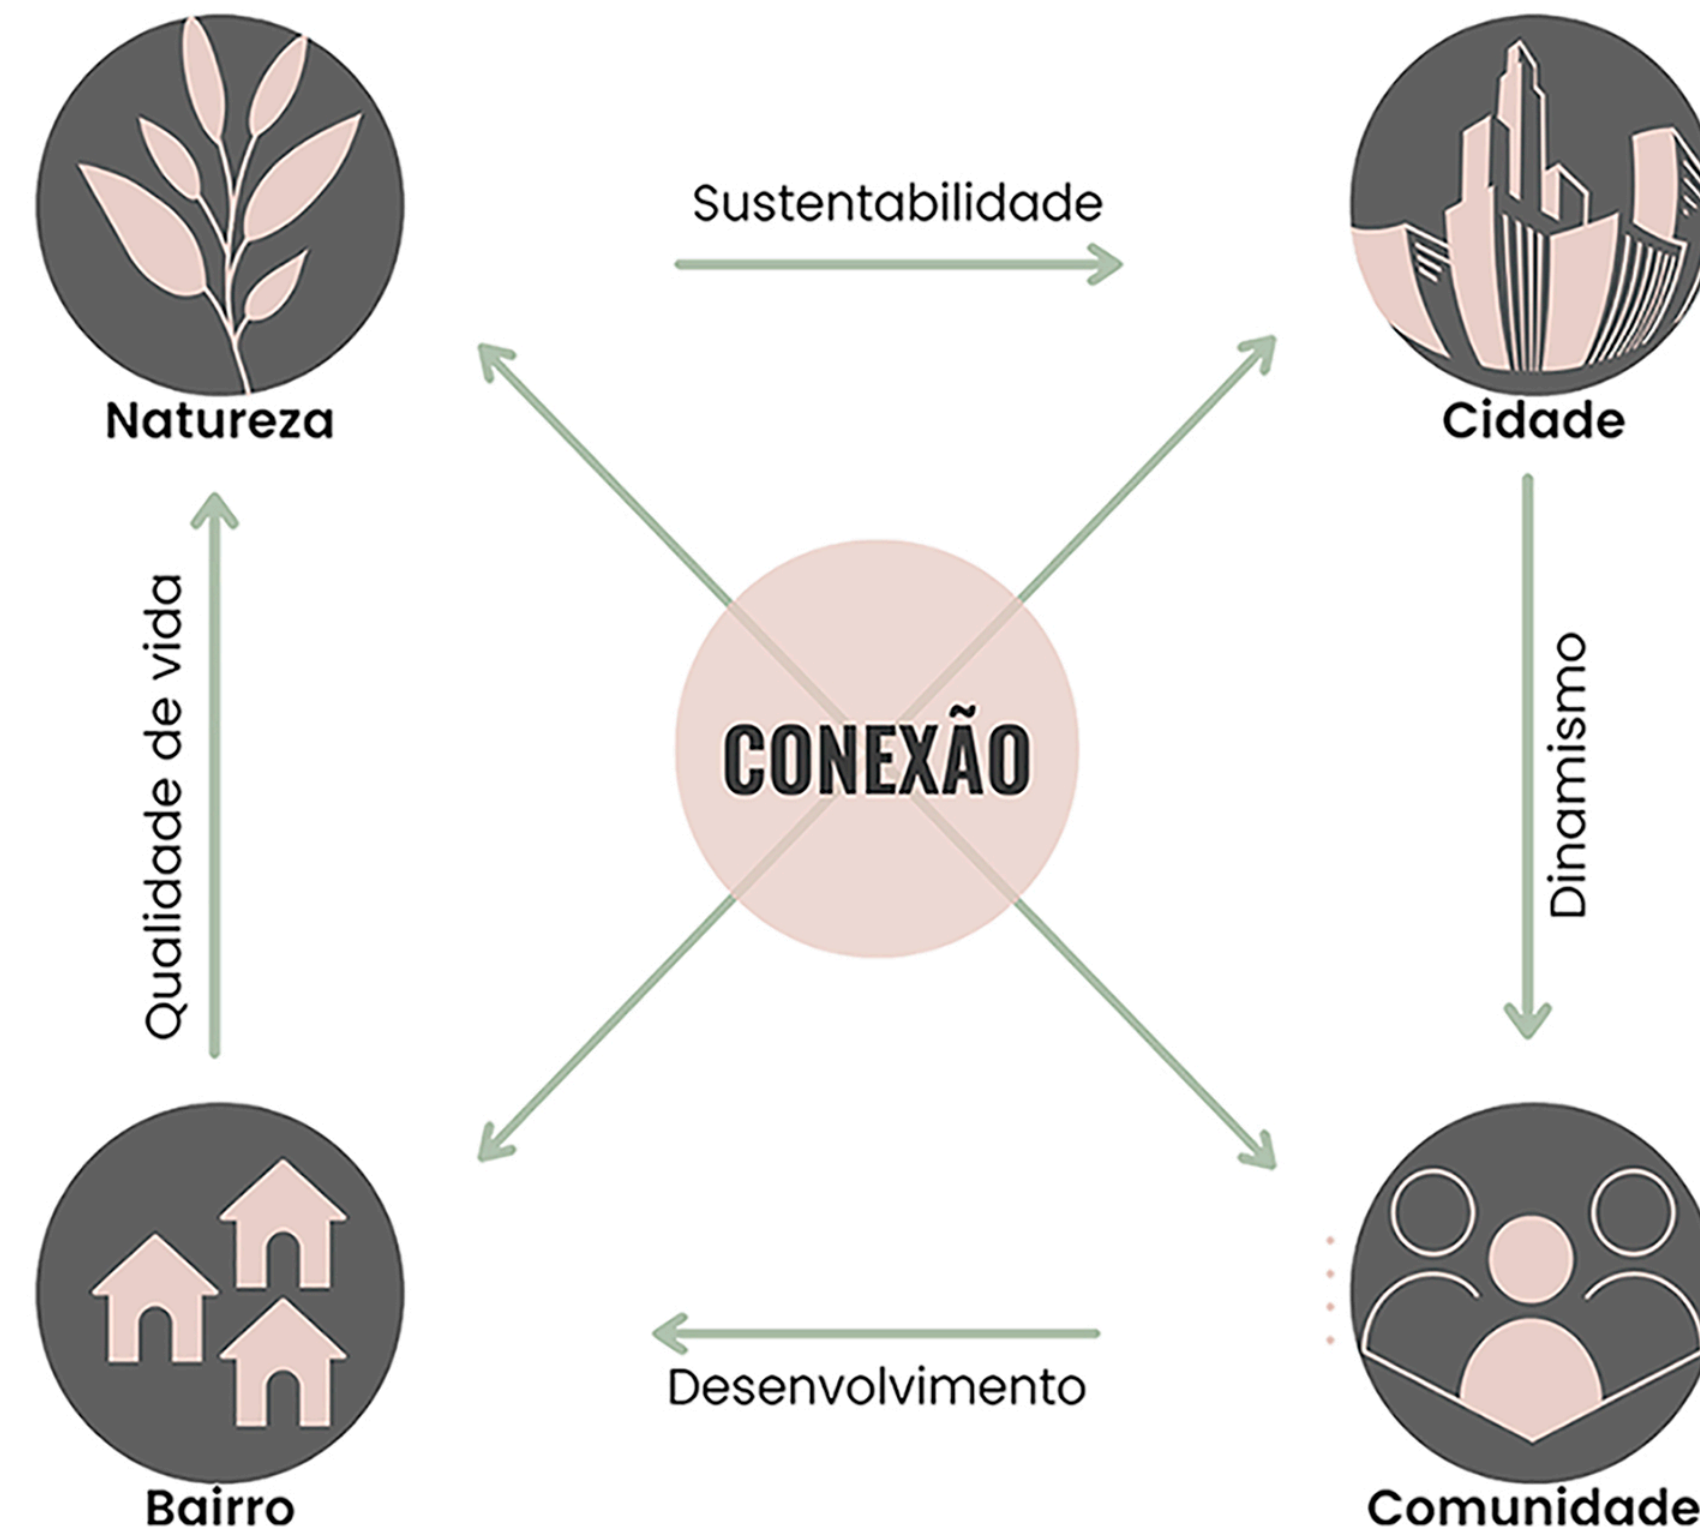 Sustentabilidade
Natureza
Cidade
Qualidade de vida
CONEXÃO
Dinamismo
Desenvolvimento
Bairro
Comunidade